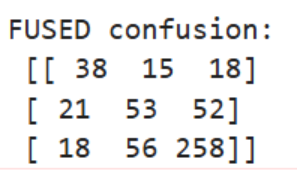 FUSED confusion:
[[ 38 15 18]
[ 21 53 52]
[ 18 56 258]]